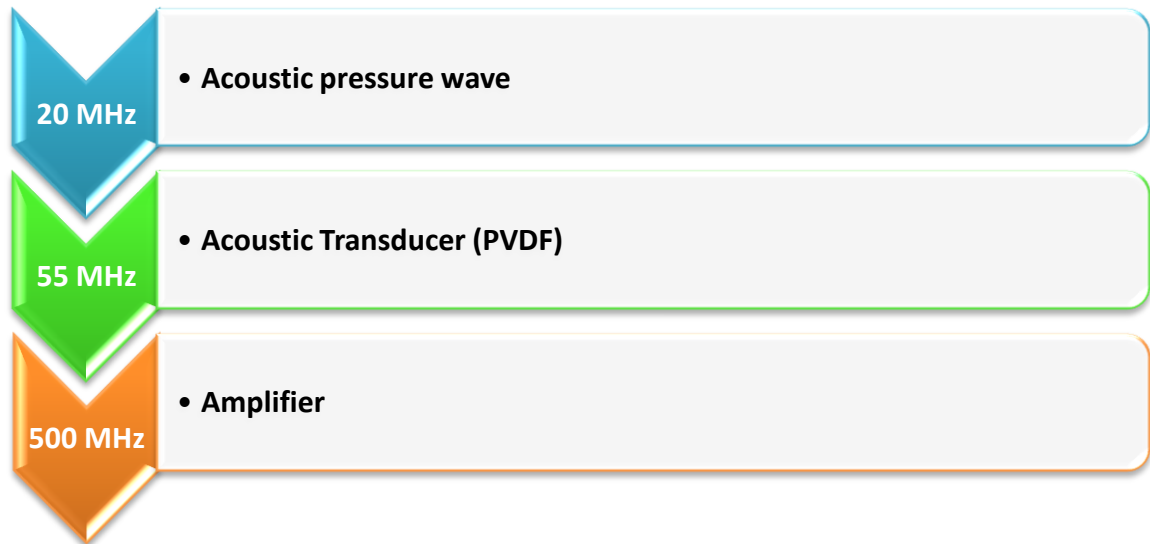 20 MHz
• Acoustic pressure wave
55 MHz
• Acoustic Transducer (PVDF)
500 MHz
• Amplifier